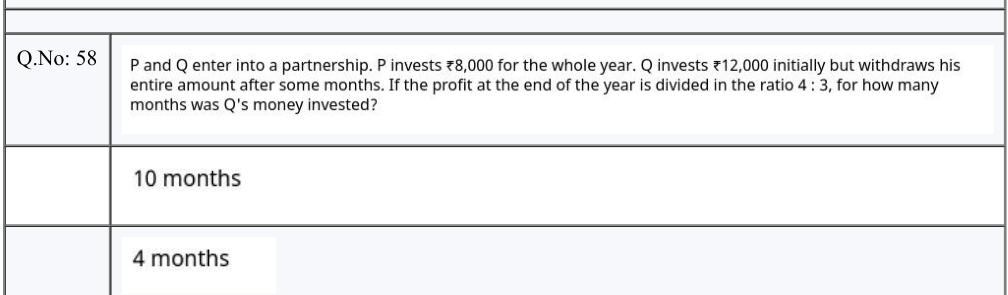 Q.No: 58
P and Q enter into a partnership. P invests ₹8,000 for the whole year. Q invests ₹12,000 initially but withdraws his
entire amount after some months. If the profit at the end of the year is divided in the ratio 4 : 3, for how many
months was Q's money invested?
10 months
4 months